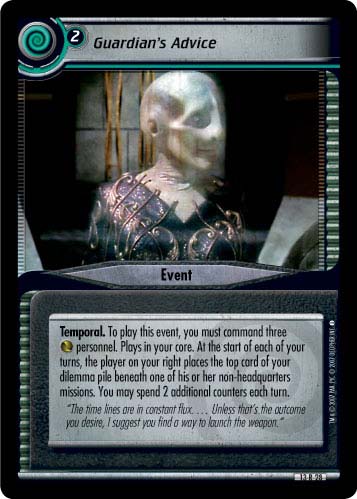 2
Guardian's Advice
Event
Temporal. To play this event, you must command three
personnel. Plays in your core. At the start of each of your
turns, the player on your right places the top card of your
dilemma pile beneath one of his or her non-headquarters
missions. You may spend 2 additional counters each turn.
"The time lines are in constant flux. . . . Unless that's the outcome
you desire, I suggest you find a way to launch the weapon."
13 R 28